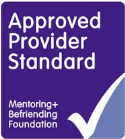 Approved
Provider
Standard
Mentoring+
Befriending
Foundation